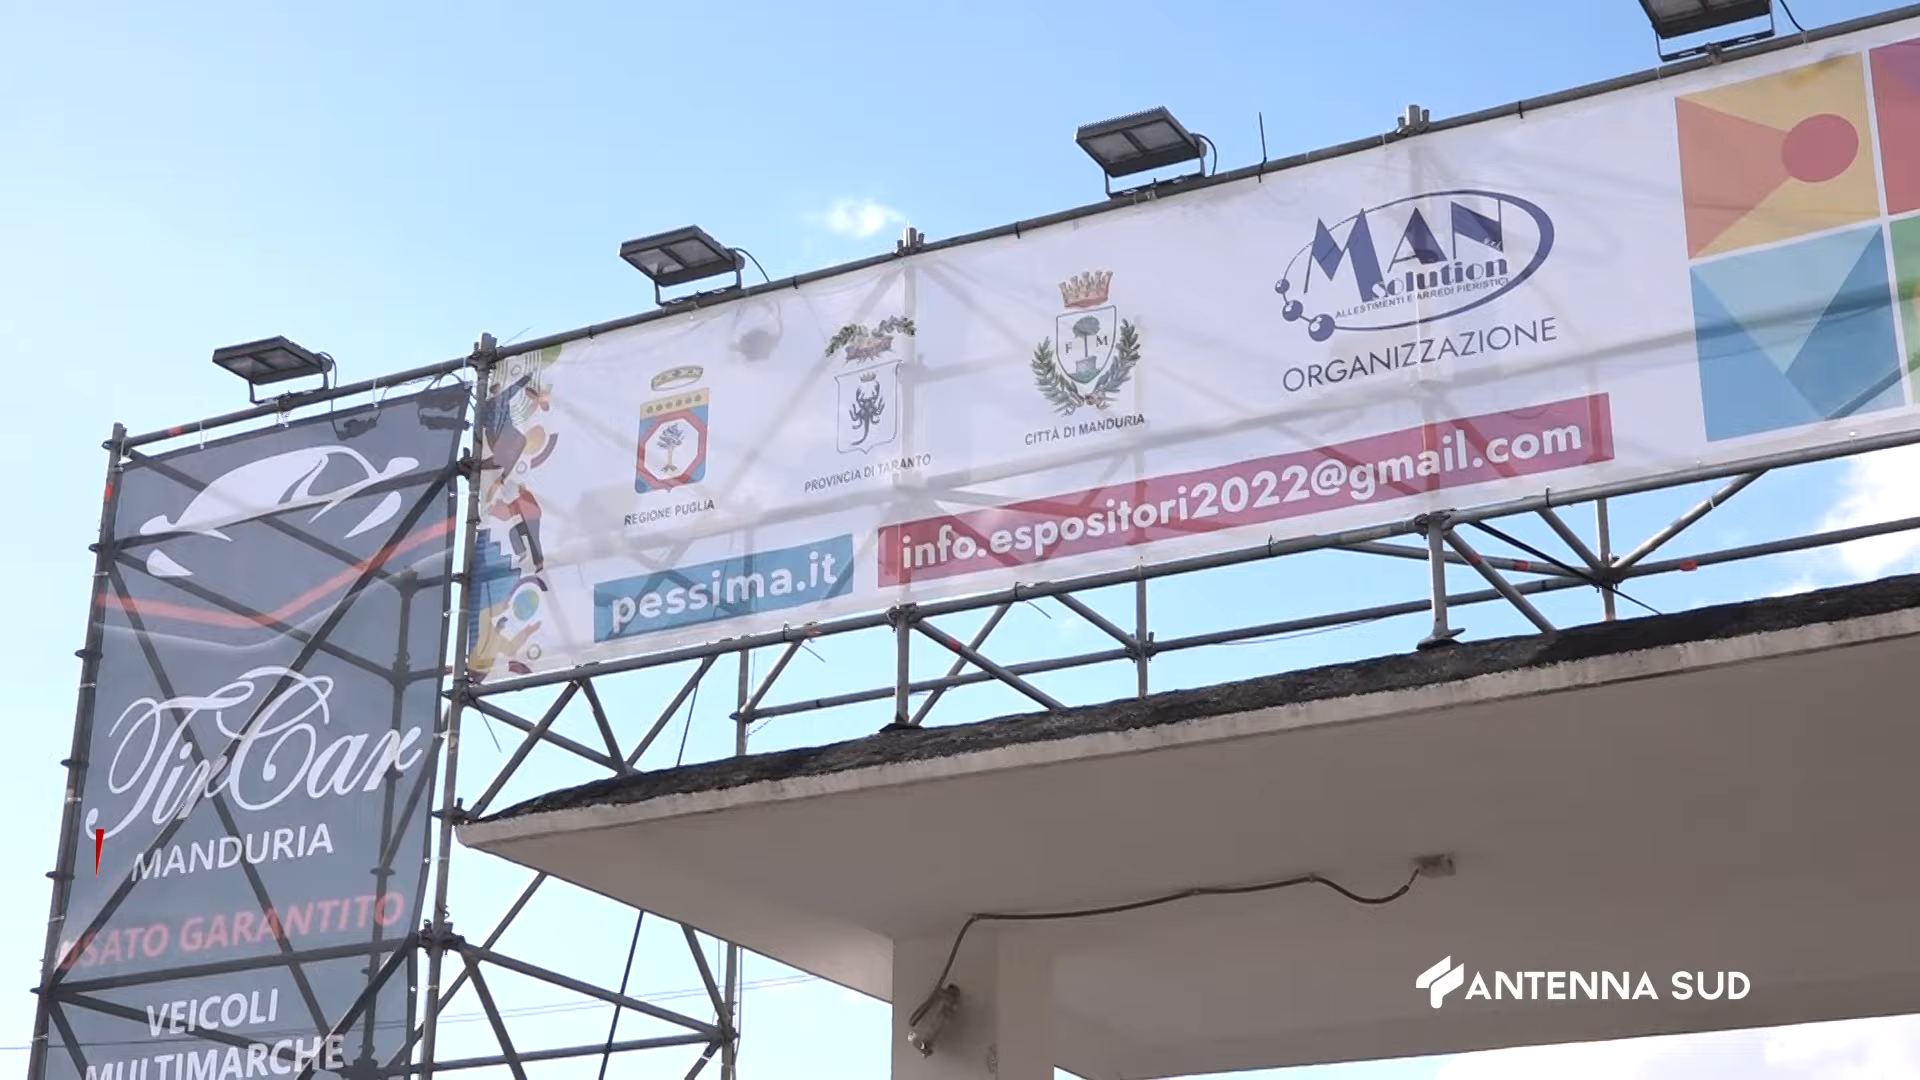 MAN
srl
solution
ALLESTIMENTI E ARREDI FIERISTICI
ORGANIZZAZIONE
F M
REGIONE PUGLIA
PROVINCIA DI TARANTO
CITTÀ DI MANDURIA
pessima.it
info.espositori2022@gmail.com
TirCar
MANDURIA
USATO GARANTITO
VEICOLI
MULTIMARCHE
ANTENNA SUD